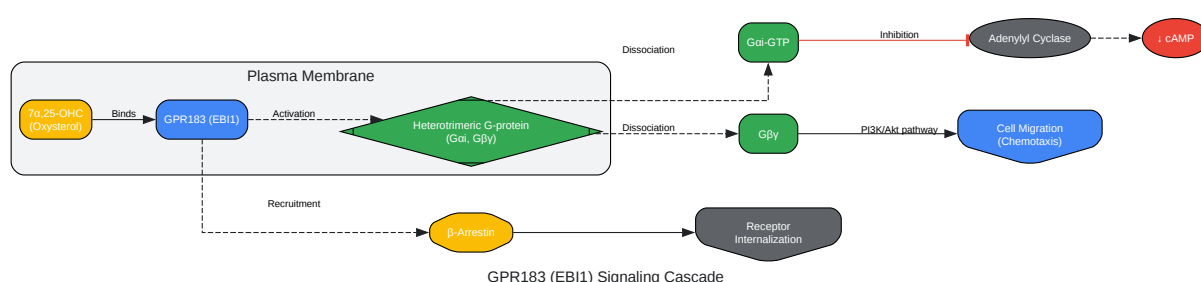 Plasma Membrane
7α,25-OHC
(Oxysterol)
Binds
GPR183 (EBI1)
Activation
Heterotrimeric G-protein
(Gαi, Gβγ)
Dissociation
Gαi-GTP
Inhibition
Adenylyl Cyclase
↓ cAMP
Dissociation
Gβγ
PI3K/Akt pathway
Cell Migration
(Chemotaxis)
Recruitment
β-Arrestin
Receptor
Internalization
GPR183 (EBI1) Signaling Cascade